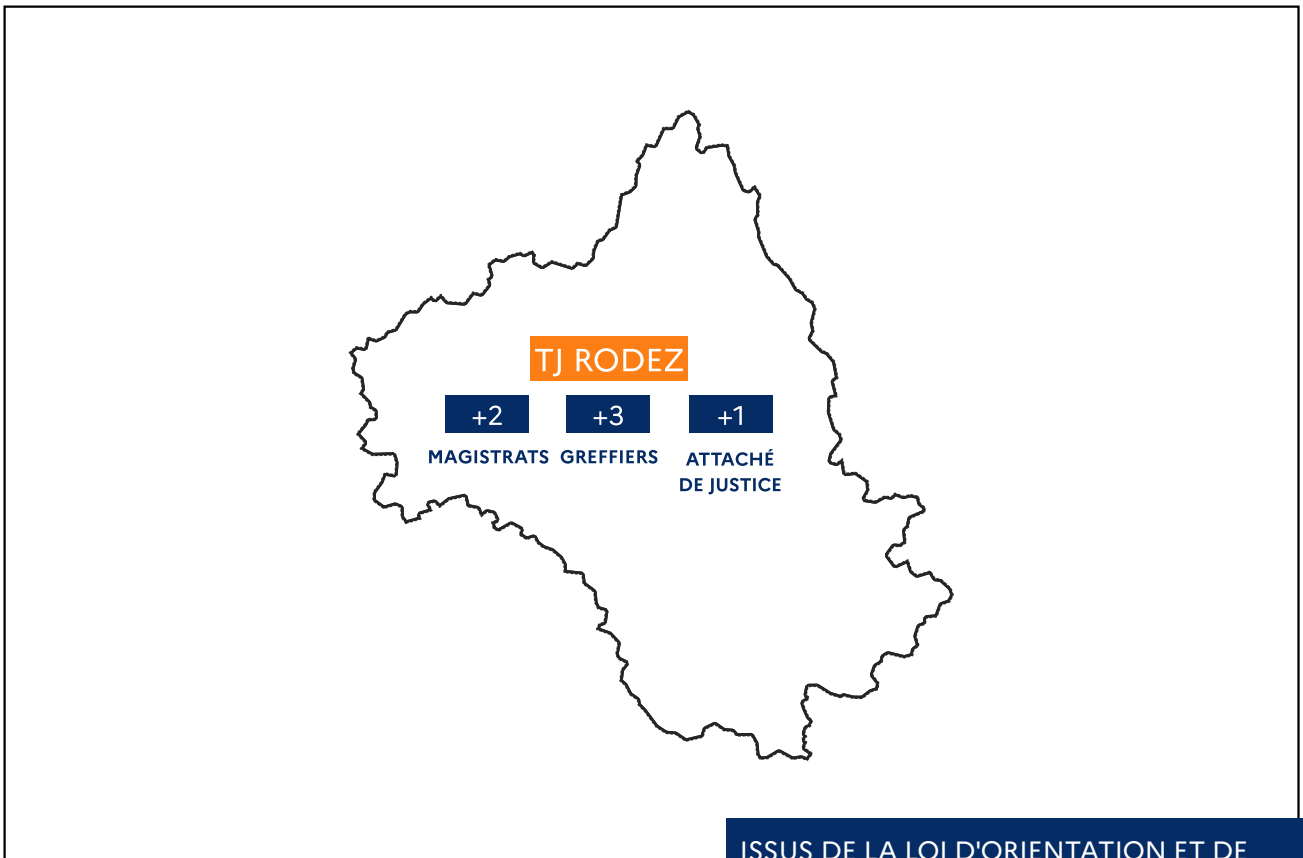 TJ RODEZ
+2 +3 +1
MAGISTRATS GREFFIERS ATTACHÉ
DE JUSTICE
ISSUS DE LA LOI D'ORIENTATION ET DE